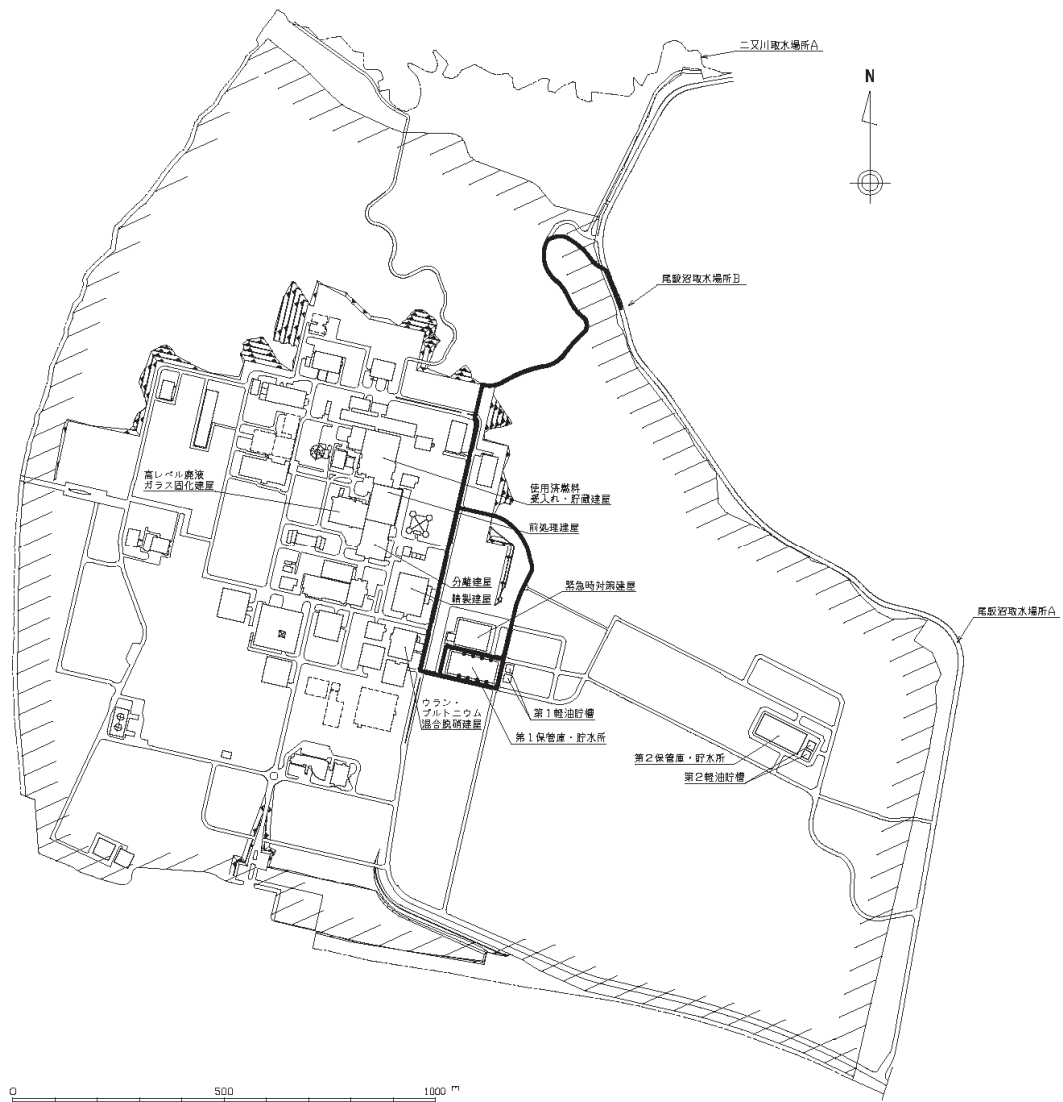 二又川取水場所A
N
尾駮沼取水場所B
高レベル廃液
ガラス固化建屋
使用済燃料
受入れ・貯蔵建屋
前処理建屋
分離建屋
精製建屋
緊急時対策建屋
尾駮沼取水場所A
ウラン・
プルトニウム
混合脱硝建屋
第1軽油貯槽
第1保管庫・貯水所
第2保管庫・貯水所
第2軽油貯槽
0 500 1000 m